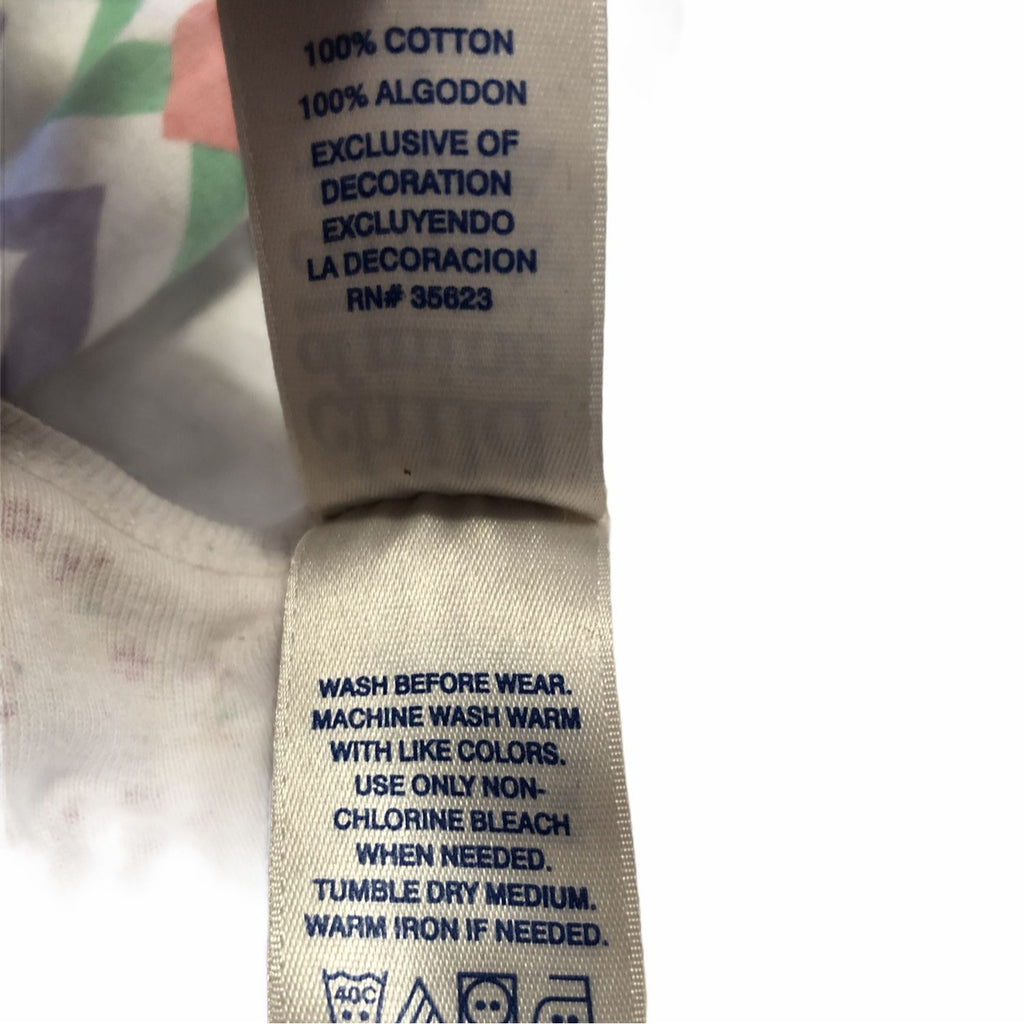 100% COTTON
100% ALGODON
EXCLUSIVE OF
DECORATION
EXCLUYENDO
LA DECORACION
RN# 35623
WASH BEFORE WEAR.
MACHINE WASH WARM
WITH LIKE COLORS.
USE ONLY NON-
CHLORINE BLEACH
WHEN NEEDED.
TUMBLE DRY MEDIUM.
WARM IRON IF NEEDED.
40C